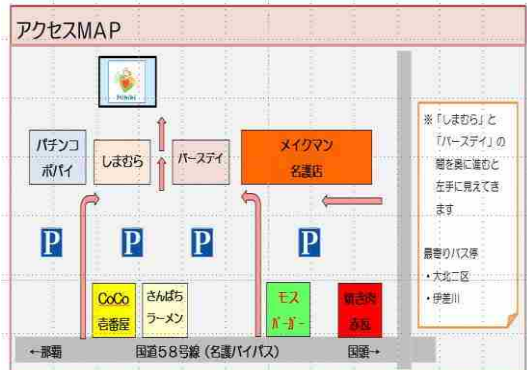 アクセスMAP
パチンコ
ポパイ
しまむら
バースデイ
メイクマン
名護店
※「しまむら」と
「バースデイ」の
間を奥に進むと
左手に見えてき
ます
最寄りバス停
・大北二区
・伊差川
P
P
P
P
CoCo
壱番屋
さんぱち
ラーメン
モス
バーガー
焼き肉
←那覇
国道58号線(名護バイパス)
国頭→